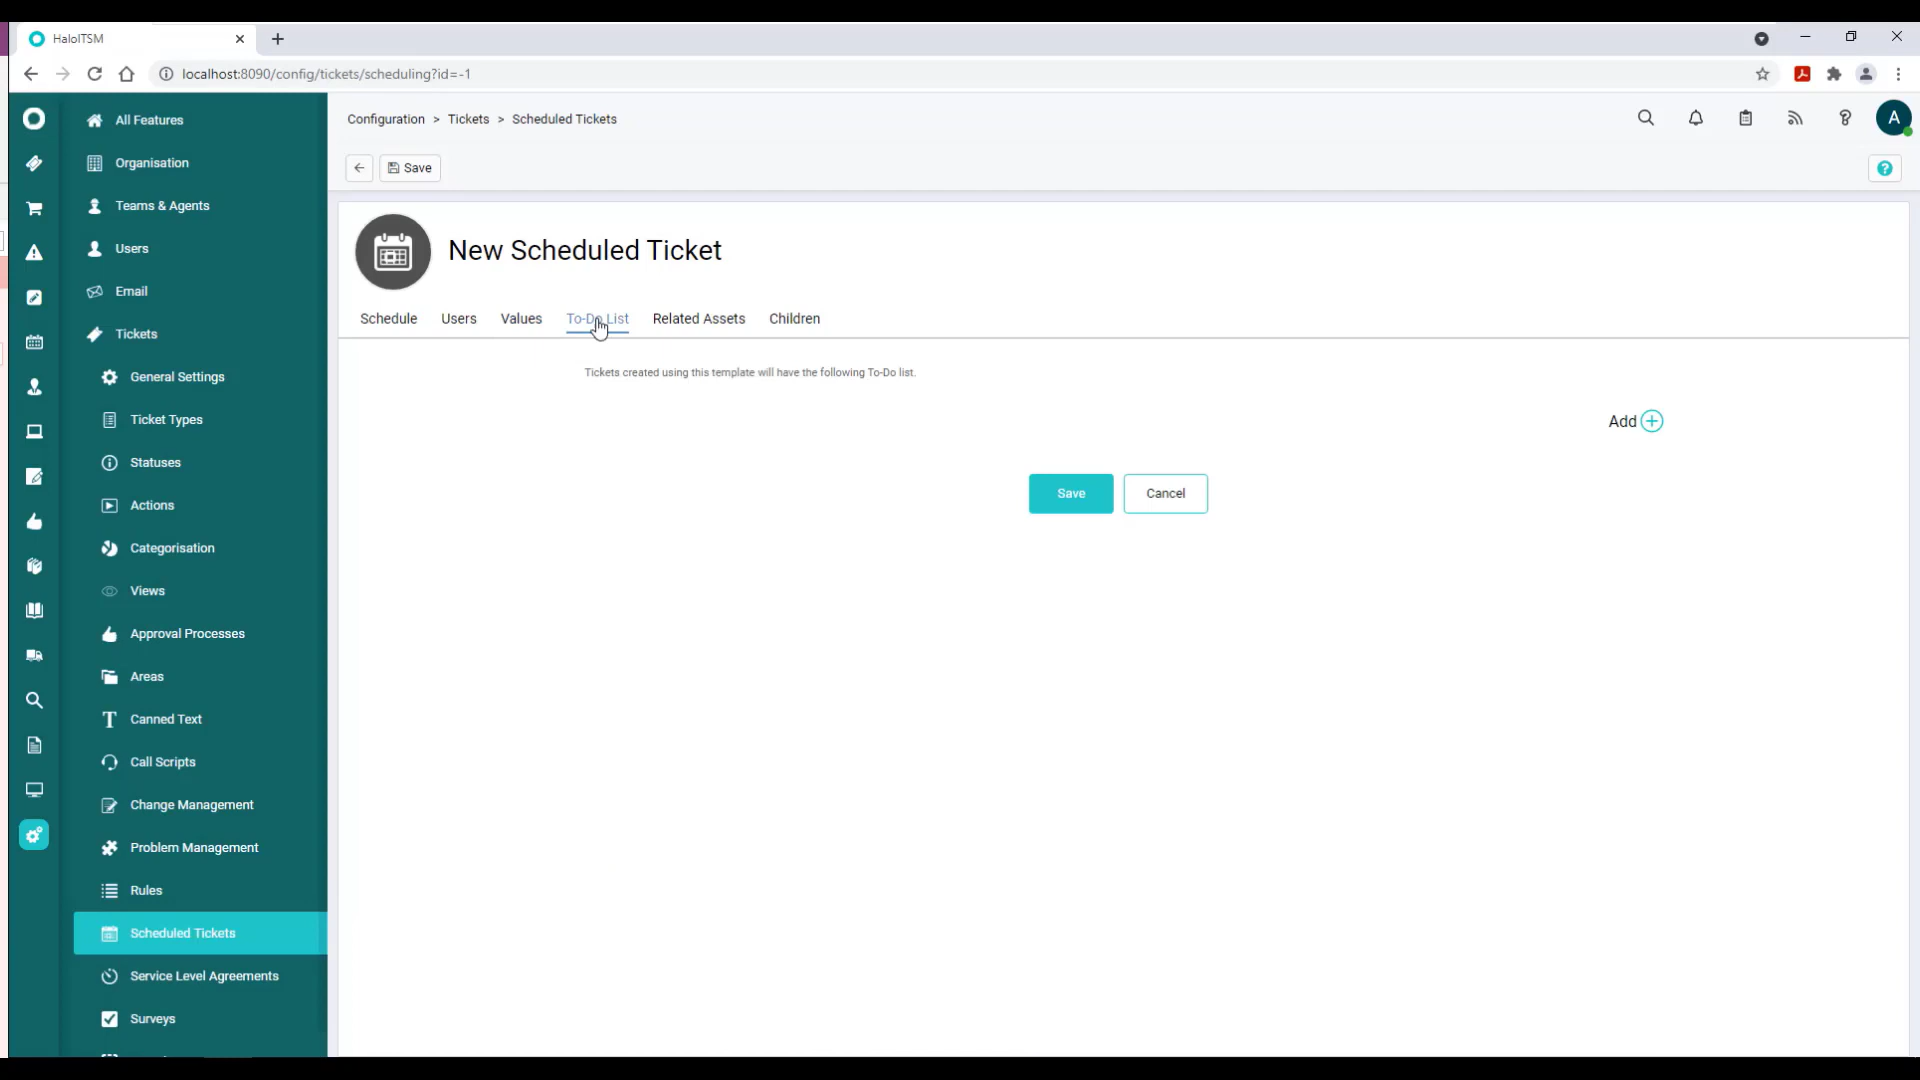 HaloITSM
localhost:8090/config/tickets/scheduling?id=-1
All Features
Organisation
Teams & Agents
Users
Email
Tickets
General Settings
Ticket Types
Statuses
Actions
Categorisation
Views
Approval Processes
Areas
Canned Text
Call Scripts
Change Management
Problem Management
Rules
Scheduled Tickets
Service Level Agreements
Surveys
Configuration > Tickets > Scheduled Tickets
A
Save
New Scheduled Ticket
Schedule Users Values To-Do List Related Assets Children
Tickets created using this template will have the following To-Do list.
Add
Save Cancel